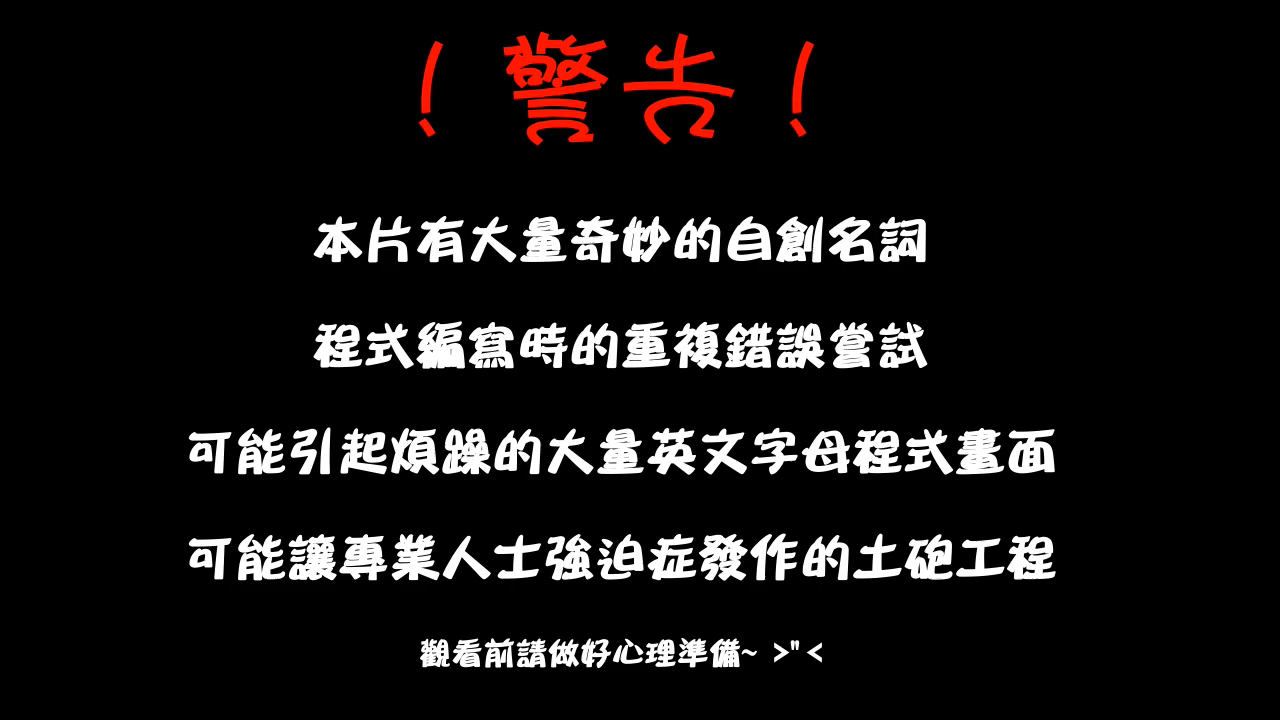 ！警告！
本片有大量奇妙的自創名詞
程式編寫時的重複錯誤嘗試
可能引起煩躁的大量英文字母程式畫面
可能讓專業人士強迫症發作的土砲工程
觀看前請做好心理準備~ >"<